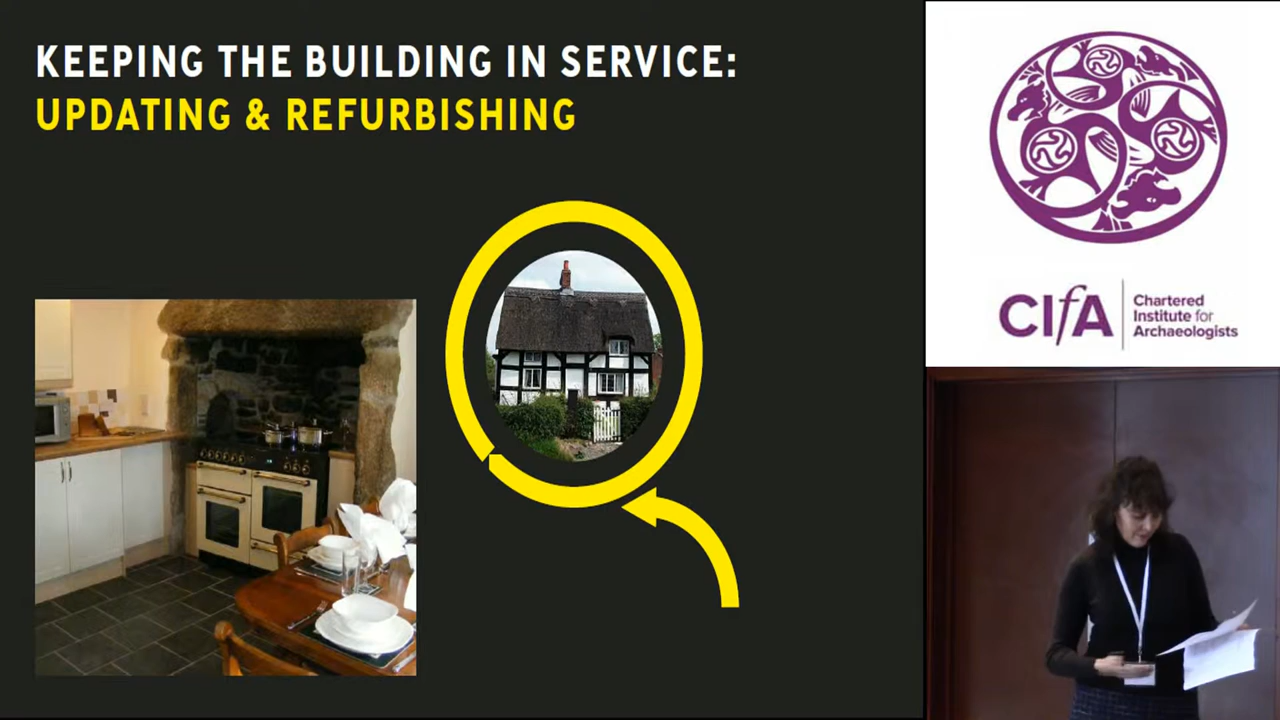 KEEPING THE BUILDING IN SERVICE:
UPDATING & REFURBISHING
CIfA
Chartered
Institute for
Archaeologists